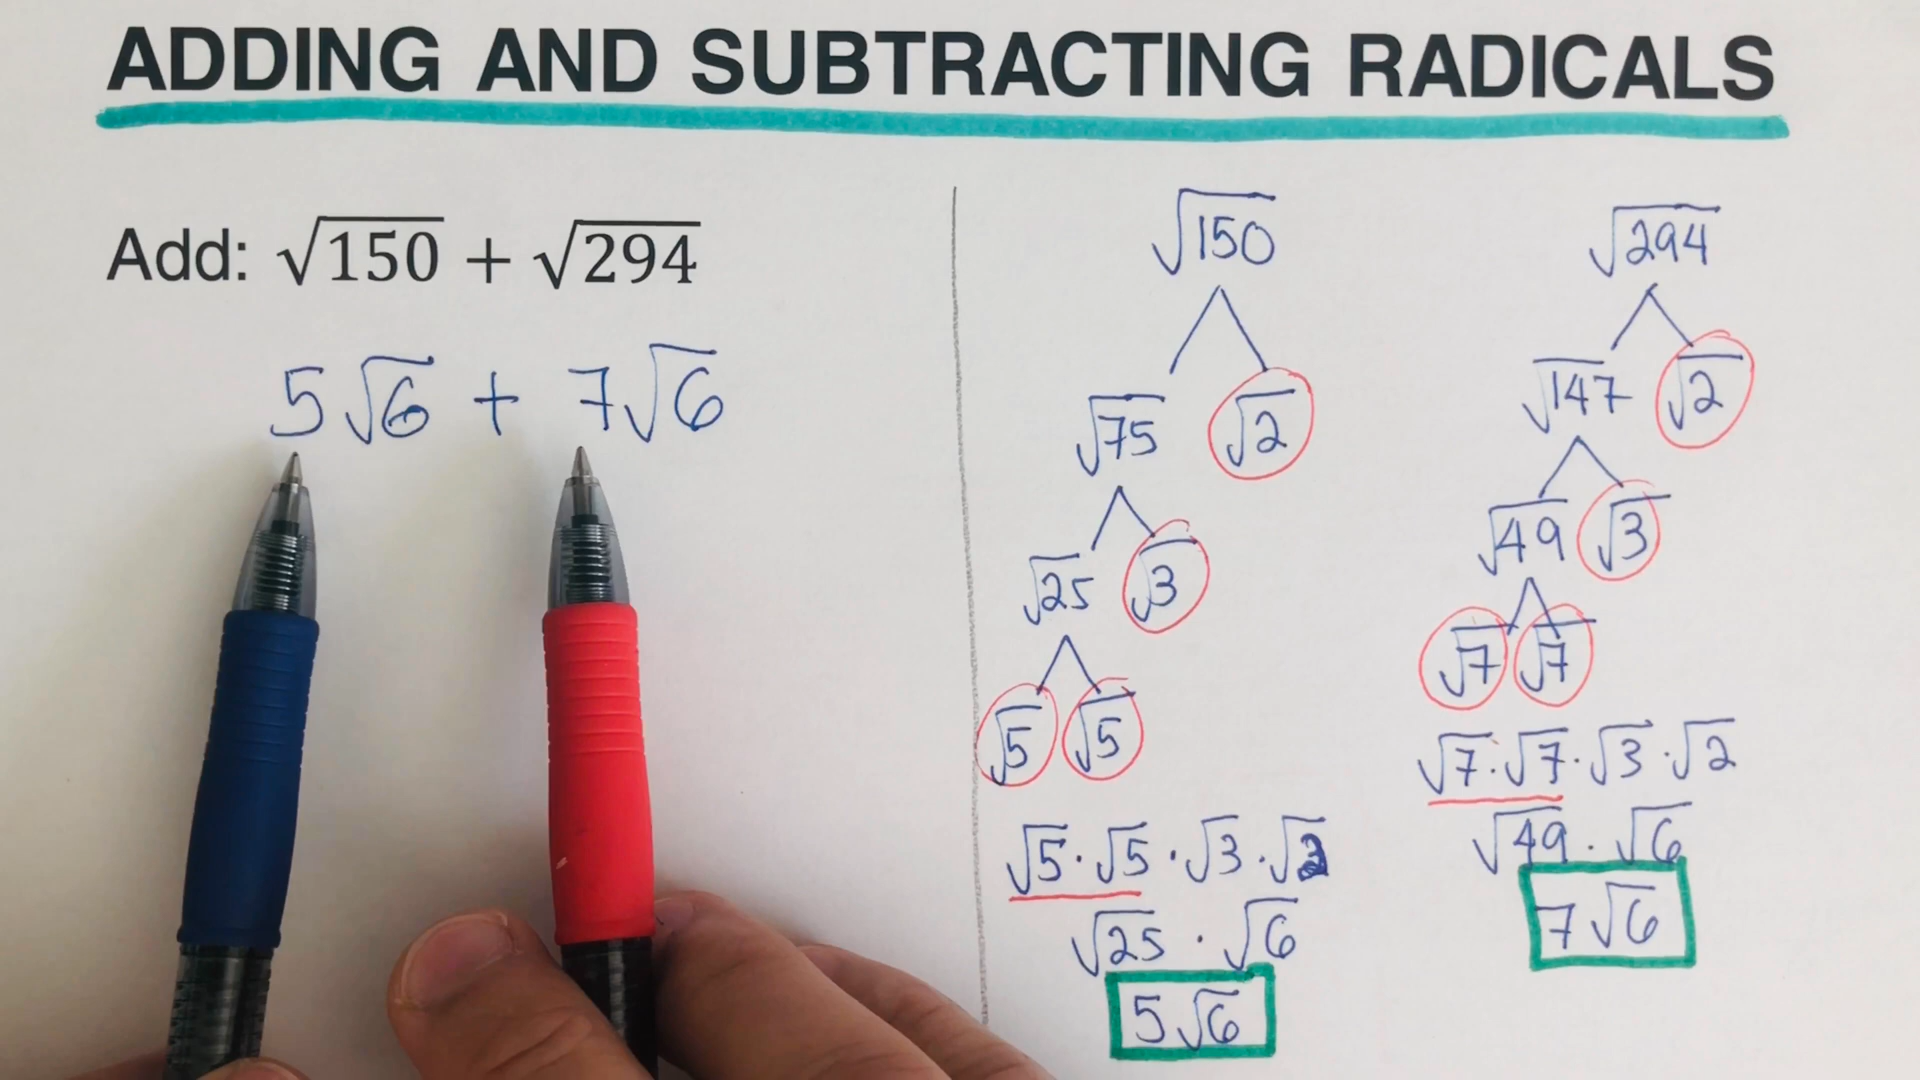 ADDING AND SUBTRACTING RADICALS
Add: √150 + √294
5√6 + 7√6
√150
√75 √2
√25 √3
√5 √5
√5 · √5 · √3 · √2
√25 · √6
5√6
√294
√147 √2
√49 √3
√7 √7
√7 · √7 · √3 · √2
√49 · √6
7√6